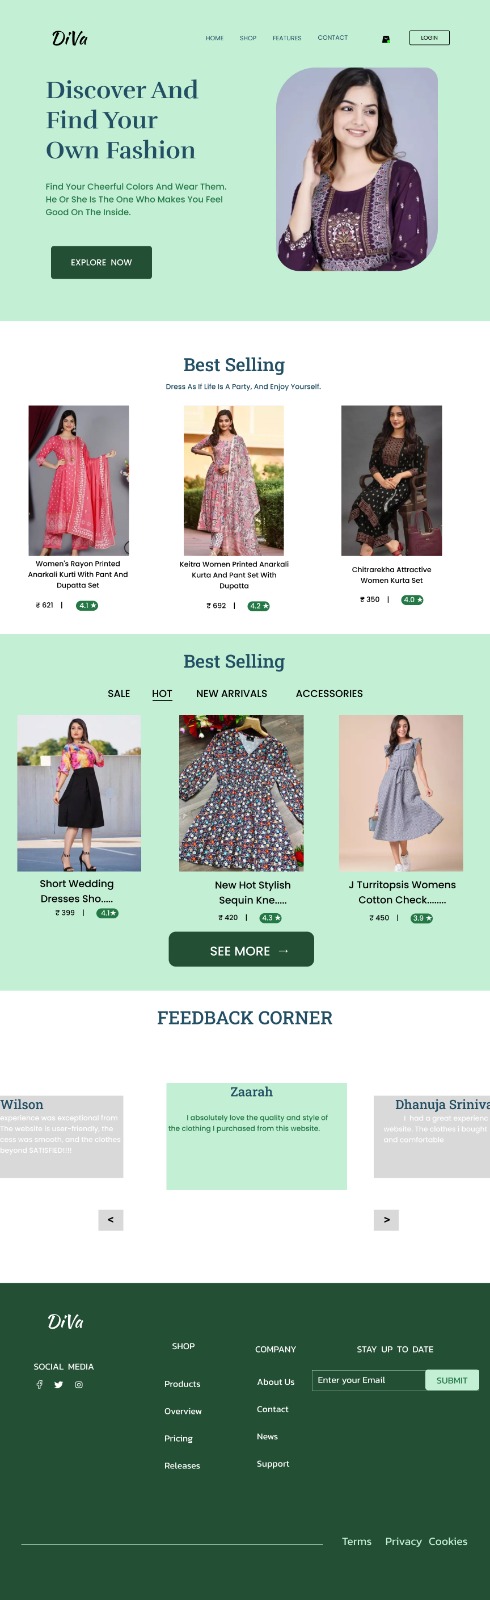 DiVa
HOME SHOP FEATURES CONTACT
LOGIN
Discover And
Find Your
Own Fashion
Find Your Cheerful Colors And Wear Them.
He Or She Is The One Who Makes You Feel
Good On The Inside.
EXPLORE NOW
Best Selling
Dress As If Life Is A Party, And Enjoy Yourself.
Women's Rayon Printed
Anarkali Kurti With Pant And
Dupatta Set
₹ 621 | 4.1 ★
Keitra Women Printed Anarkali
Kurta And Pant Set With
Dupatta
₹ 692 | 4.2 ★
Chitrarekha Attractive
Women Kurta Set
₹ 350 | 4.0 ★
Best Selling
SALE HOT NEW ARRIVALS ACCESSORIES
Short Wedding
Dresses Sho.....
₹ 399 | 4.1★
New Hot Stylish
Sequin Kne.....
₹ 420 | 4.3 ★
J Turritopsis Womens
Cotton Check........
₹ 450 | 3.9 ★
SEE MORE →
FEEDBACK CORNER
Wilson
experience was exceptional from
The website is user-friendly, the
cess was smooth, and the clothes
beyond SATISFIED!!!!
Zaarah
I absolutely love the quality and style of
the clothing I purchased from this website.
Dhanuja Sriniva
I had a great experienc
website. The clothes I bought
and comfortable
< >
DiVa
SOCIAL MEDIA
SHOP
Products
Overview
Pricing
Releases
COMPANY
About Us
Contact
News
Support
STAY UP TO DATE
Enter your Email SUBMIT
Terms Privacy Cookies